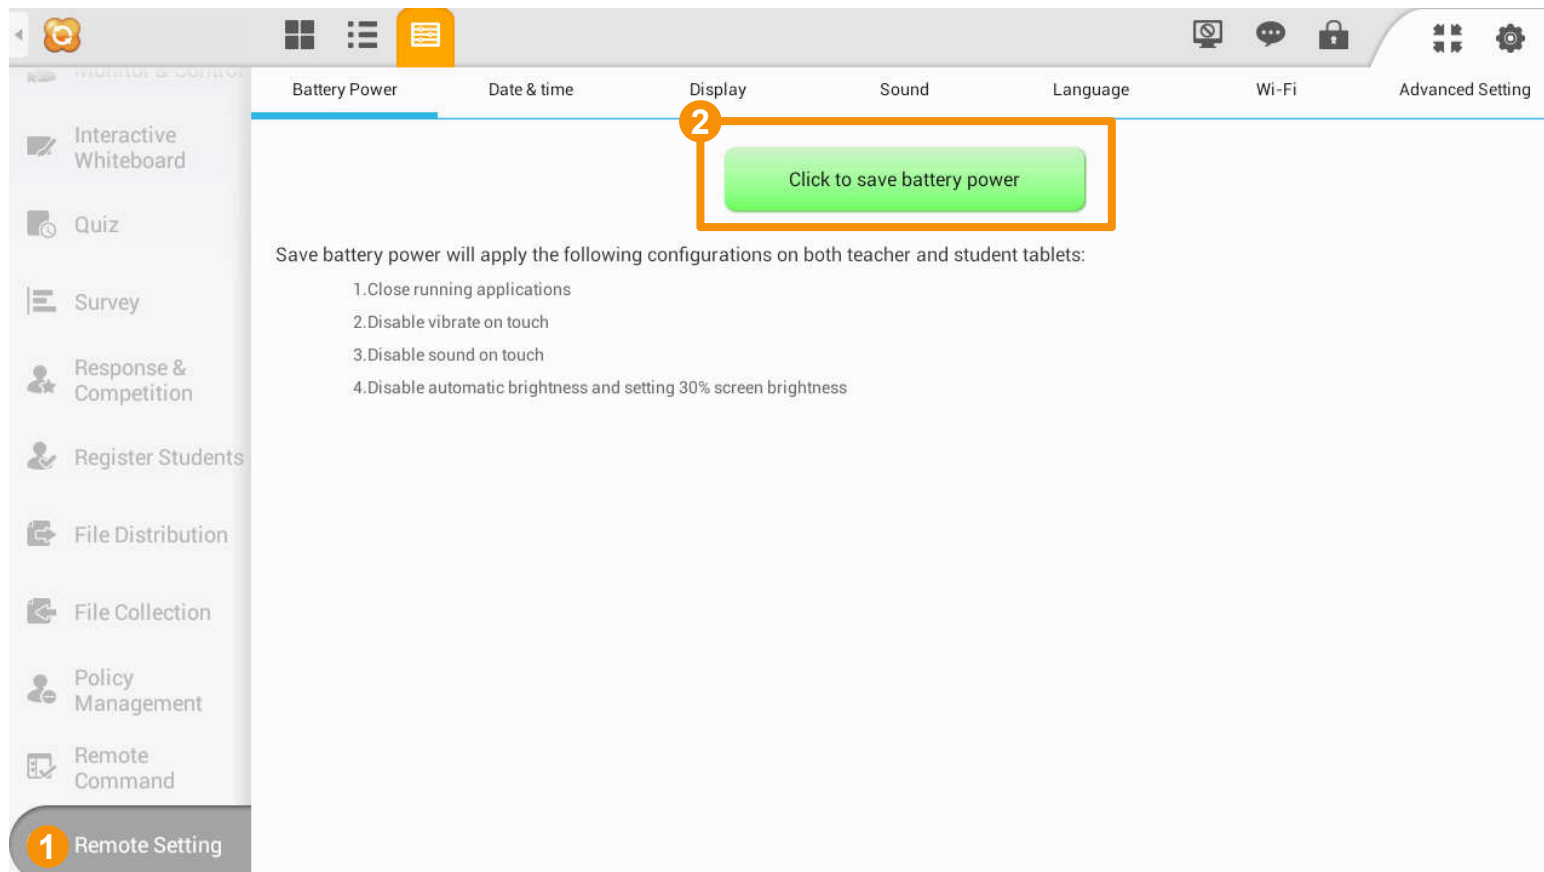 Monitor & Control
Battery Power
Date & time
Display
Sound
Language
Wi-Fi
Advanced Setting
2
Interactive
Whiteboard
Click to save battery power
Quiz
Save battery power will apply the following configurations on both teacher and student tablets:
1.Close running applications
Survey
2.Disable vibrate on touch
3.Disable sound on touch
Response &
Competition
4.Disable automatic brightness and setting 30% screen brightness
Register Students
File Distribution
File Collection
Policy
Management
Remote
Command
1
Remote Setting